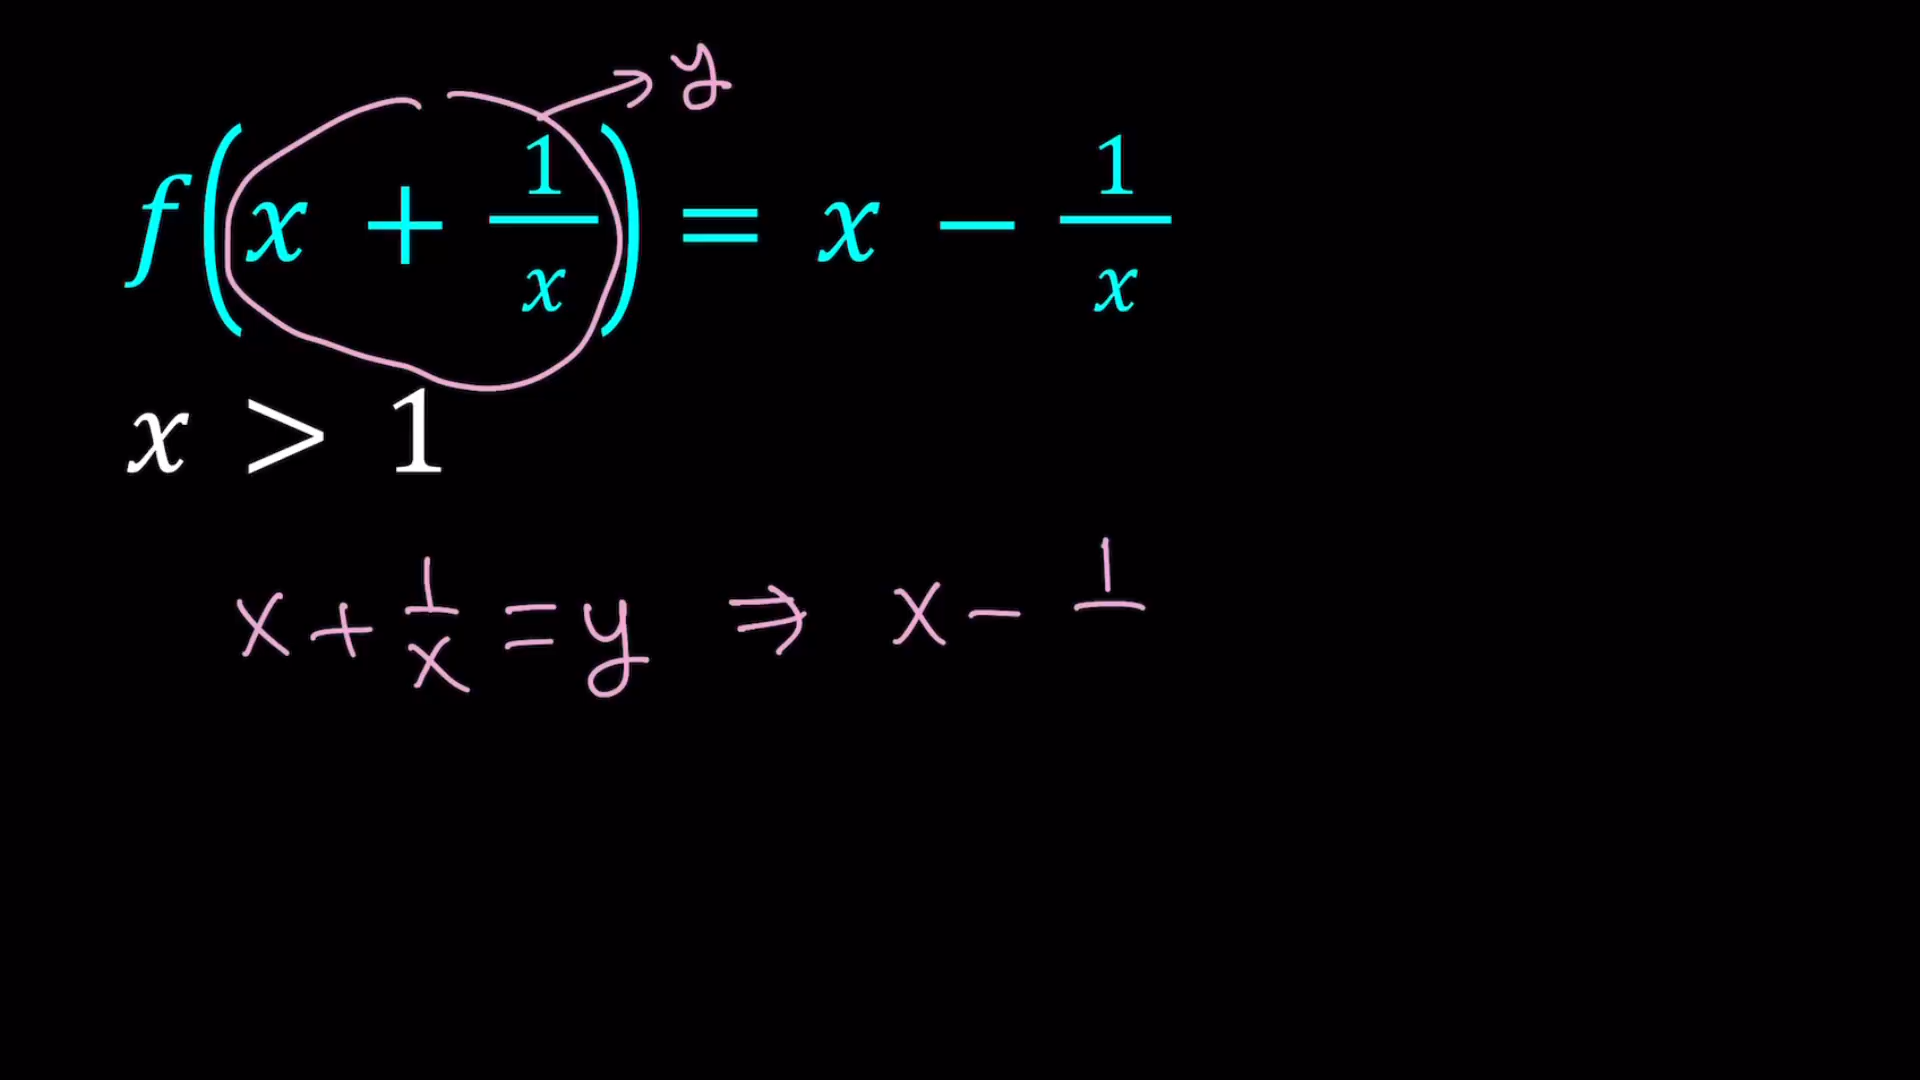 y
f(x + 1/x) = x − 1/x
x > 1
x + 1/x = y ⇒ x − 1/